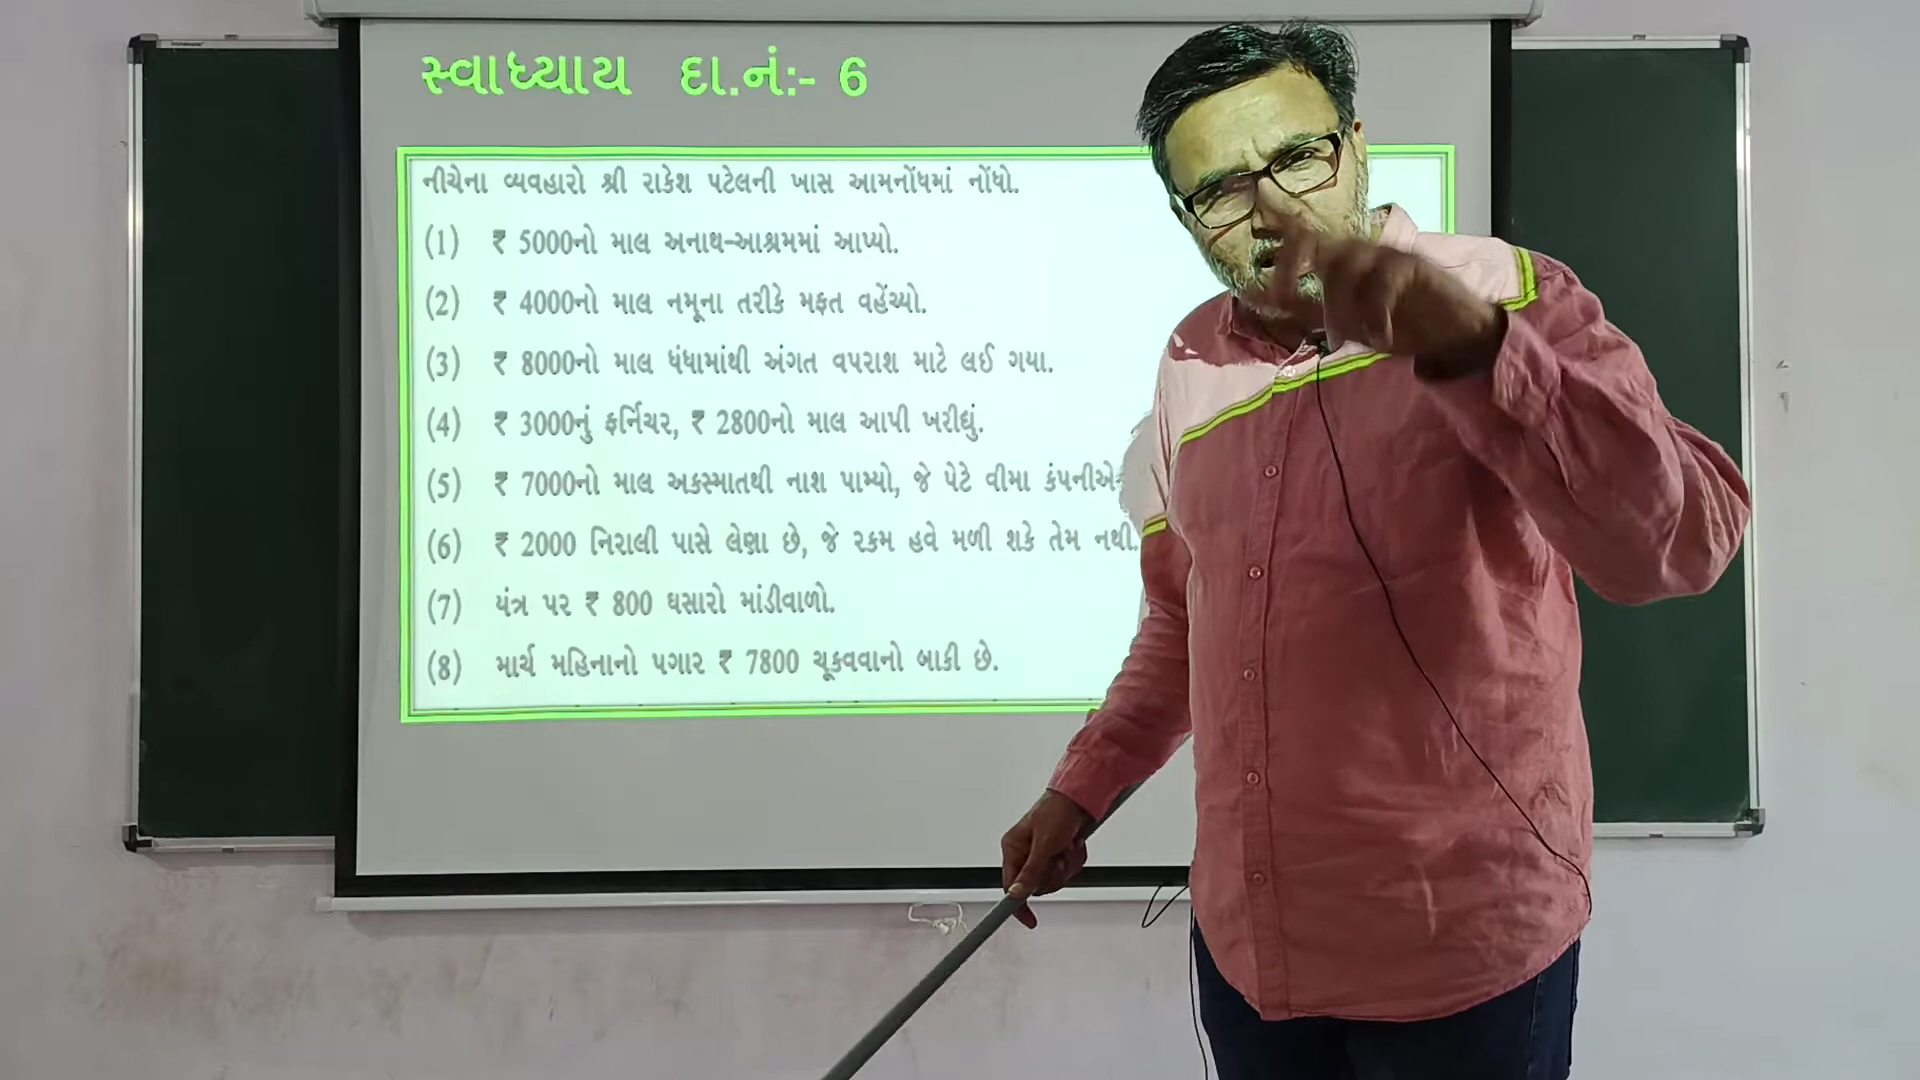 સ્વાધ્યાય દા.નં:- 6
નીચેના વ્યવહારો શ્રી રાકેશ પટેલની ખાસ આમનોંધમાં નોંધો.
(1) ₹ 5000નો માલ અનાથ-આશ્રમમાં આપ્યો.
(2) ₹ 4000નો માલ નમૂના તરીકે મફત વહેંચ્યો.
(3) ₹ 8000નો માલ ધંધામાંથી અંગત વપરાશ માટે લઈ ગયા.
(4) ₹ 3000નું ફર્નિચર, ₹ 2800નો માલ આપી ખરીદ્યું.
(5) ₹ 7000નો માલ અકસ્માતથી નાશ પામ્યો, જે પેટે વીમા કંપનીએ
(6) ₹ 2000 નિરાલી પાસે લેણા છે, જે રકમ હવે મળી શકે તેમ નથી.
(7) યંત્ર પર ₹ 800 ઘસારો માંડીવાળો.
(8) માર્ચ મહિનાનો પગાર ₹ 7800 ચૂકવવાનો બાકી છે.